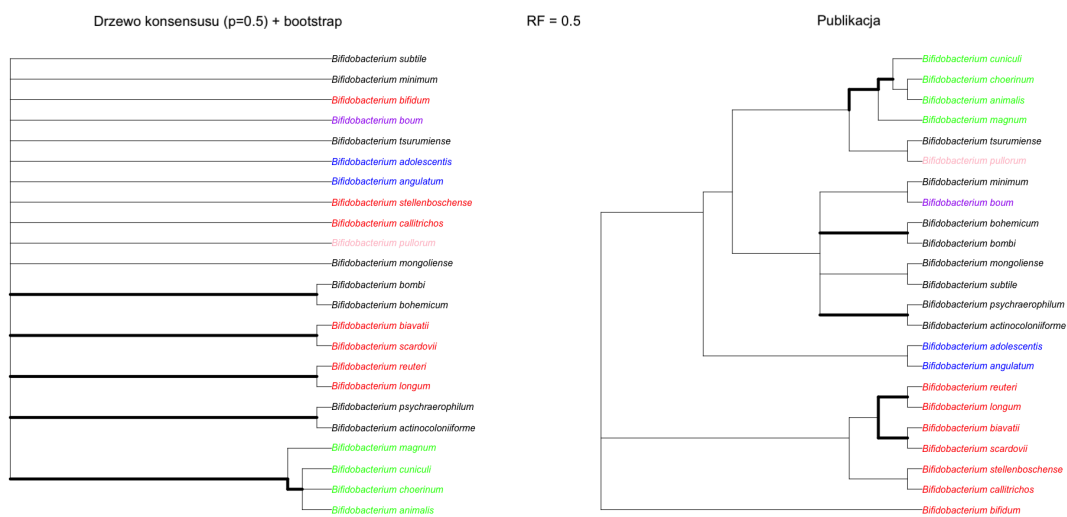 Drzewo konsensusu (p=0.5) + bootstrap
RF = 0.5
Publikacja
Bifidobacterium subtile
Bifidobacterium minimum
Bifidobacterium bifidum
Bifidobacterium boum
Bifidobacterium tsurumiense
Bifidobacterium adolescentis
Bifidobacterium angulatum
Bifidobacterium stellenboschense
Bifidobacterium callitrichos
Bifidobacterium pullorum
Bifidobacterium mongoliense
Bifidobacterium bombi
Bifidobacterium bohemicum
Bifidobacterium biavatii
Bifidobacterium scardovii
Bifidobacterium reuteri
Bifidobacterium longum
Bifidobacterium psychraerophilum
Bifidobacterium actinocoloniiforme
Bifidobacterium magnum
Bifidobacterium cuniculi
Bifidobacterium choerinum
Bifidobacterium animalis
Bifidobacterium cuniculi
Bifidobacterium choerinum
Bifidobacterium animalis
Bifidobacterium magnum
Bifidobacterium tsurumiense
Bifidobacterium pullorum
Bifidobacterium minimum
Bifidobacterium boum
Bifidobacterium bohemicum
Bifidobacterium bombi
Bifidobacterium mongoliense
Bifidobacterium subtile
Bifidobacterium psychraerophilum
Bifidobacterium actinocoloniiforme
Bifidobacterium adolescentis
Bifidobacterium angulatum
Bifidobacterium reuteri
Bifidobacterium longum
Bifidobacterium biavatii
Bifidobacterium scardovii
Bifidobacterium stellenboschense
Bifidobacterium callitrichos
Bifidobacterium bifidum